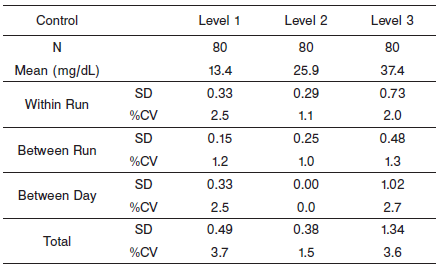 Control Level 1 Level 2 Level 3
N 80 80 80
Mean (mg/dL) 13.4 25.9 37.4
Within Run SD 0.33 0.29 0.73
%CV 2.5 1.1 2.0
Between Run SD 0.15 0.25 0.48
%CV 1.2 1.0 1.3
Between Day SD 0.33 0.00 1.02
%CV 2.5 0.0 2.7
Total SD 0.49 0.38 1.34
%CV 3.7 1.5 3.6